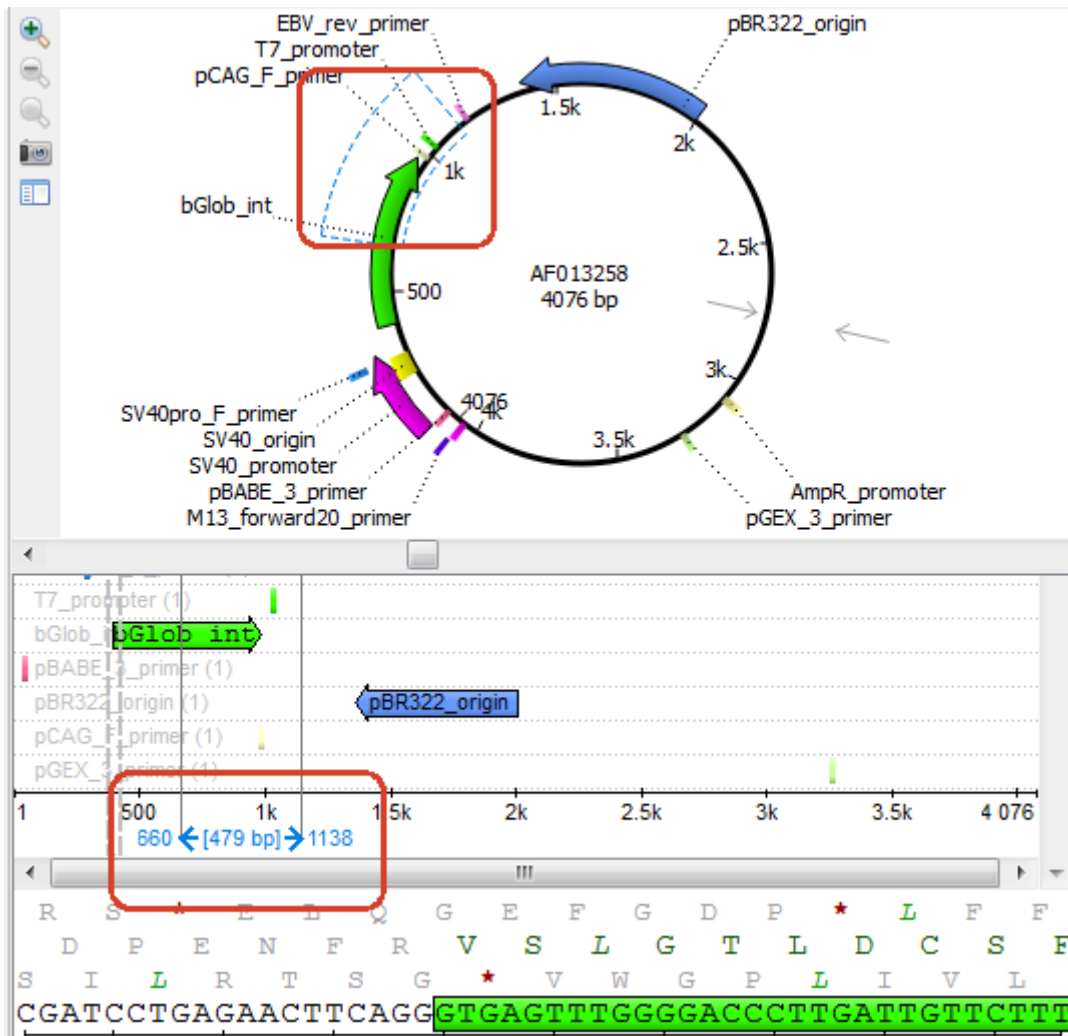 EBV_rev_primer
pBR322_origin
T7_promoter
pCAG_F_primer
1.5k
2k
1k
bGlob_int
2.5k
AF013258
4076 bp
500
3k
SV40pro_F_primer
4076
4k
SV40_origin
3.5k
SV40_promoter
pBABE_3_primer
AmpR_promoter
M13_forward20_primer
pGEX_3_primer
T7_promoter (1)
bGlob_int
pBABE_3_primer (1)
pBR322_origin (1) pBR322_origin
pCAG_F_primer (1)
pGEX_3_primer (1)
1 500 1k 1.5k 2k 2.5k 3k 3.5k 4 076
660 [479 bp] 1138
R S * E L Q G E F G D P * L F F
D P E N F R V S L G T L D C S F
S I L R T S G * V W G P L I V L
CGATCCTGAGAACTTCAGGGTGAGTTTGGGGACCCTTGATTGTTCTTT